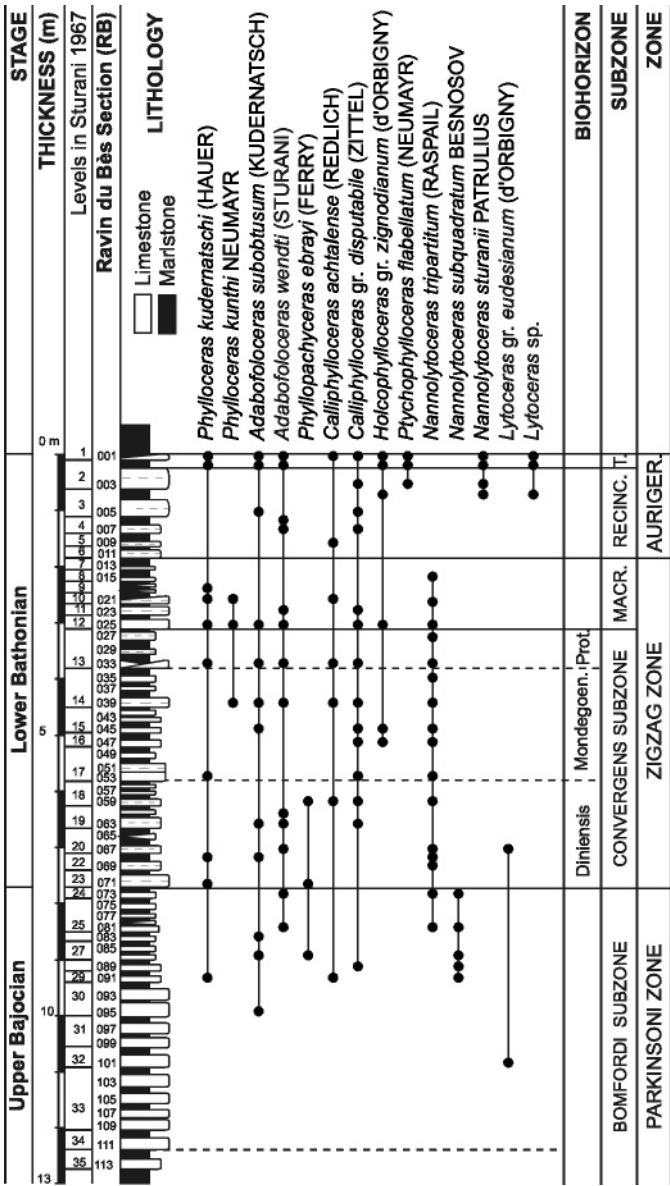 STAGE
THICKNESS (m)
Levels in Sturani 1967
Ravin du Bès Section (RB)
LITHOLOGY
Limestone
Marlstone
Phylloceras kudernatschi (HAUER)
Phylloceras kunthi NEUMAYR
Adabofoloceras subobtusum (KUDERNATSCH)
Adabofoloceras wendti (STURANI)
Phyllopachyceras ebrayi (FERRY)
Calliphylloceras achtalense (REDLICH)
Calliphylloceras gr. disputabile (ZITTEL)
Holcophylloceras gr. zignodianum (d'ORBIGNY)
Ptychophylloceras flabellatum (NEUMAYR)
Nannolytoceras tripartitum (RASPAIL)
Nannolytoceras subquadratum BESNOSOV
Nannolytoceras sturanii PATRULIUS
Lytoceras gr. eudesianum (d'ORBIGNY)
Lytoceras sp.
BIOHORIZON
SUBZONE
ZONE
Lower Bathonian
Upper Bajocian
0 m
5
10
13
1
2
3
4
5
6
7
8
9
10
11
12
13
14
15
16
17
18
19
20
22
23
24
25
27
29
30
31
32
33
34
35
001
003
005
007
009
011
013
015
021
023
025
027
029
033
035
037
039
043
045
047
049
051
053
057
059
063
065
067
069
071
073
075
077
081
083
085
089
091
093
095
097
099
101
103
105
107
109
111
113
Prot.
Mondegoen.
Diniensis
T.
RECINC.
MACR.
CONVERGENS SUBZONE
BOMFORDI SUBZONE
AURIGER.
ZIGZAG ZONE
PARKINSONI ZONE